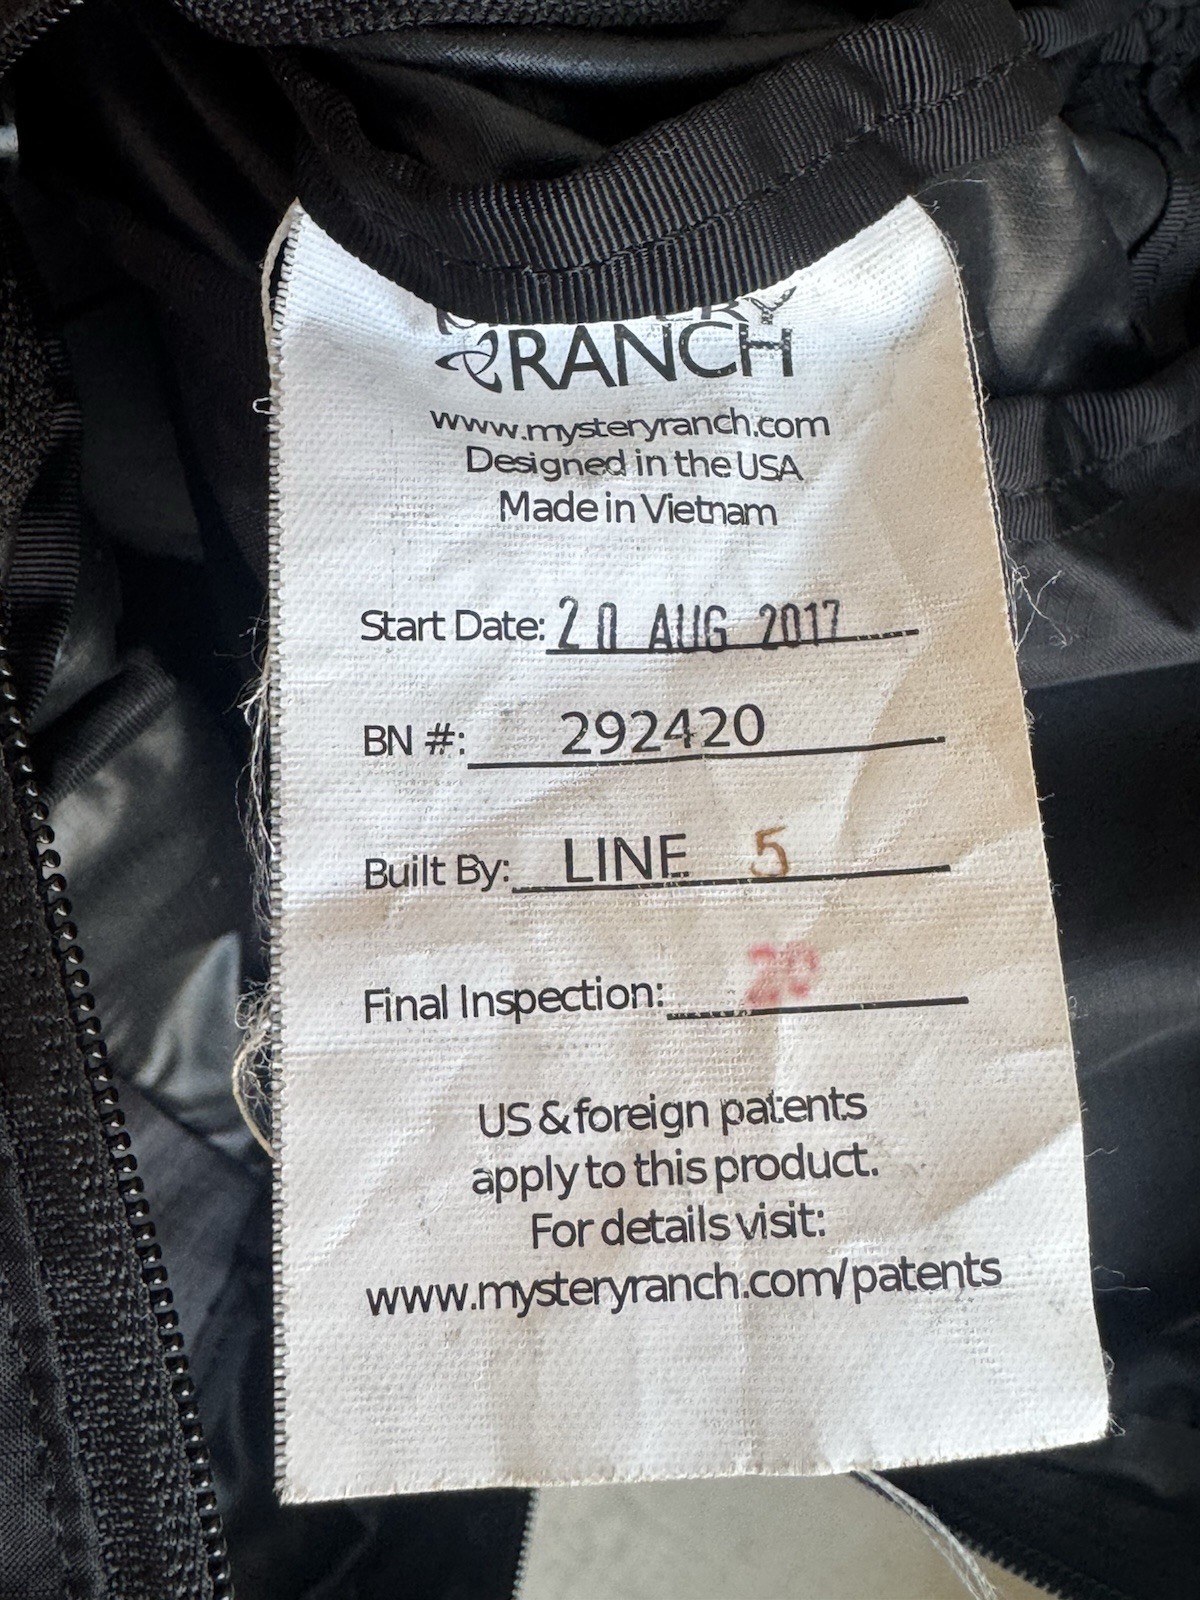 RANCH
www.mysteryranch.com
Designed in the USA
Made in Vietnam
Start Date: 20 AUG 2017
BN #: 292420
Built By: LINE 5
Final Inspection: 20
US & foreign patents
apply to this product.
For details visit:
www.mysteryranch.com/patents